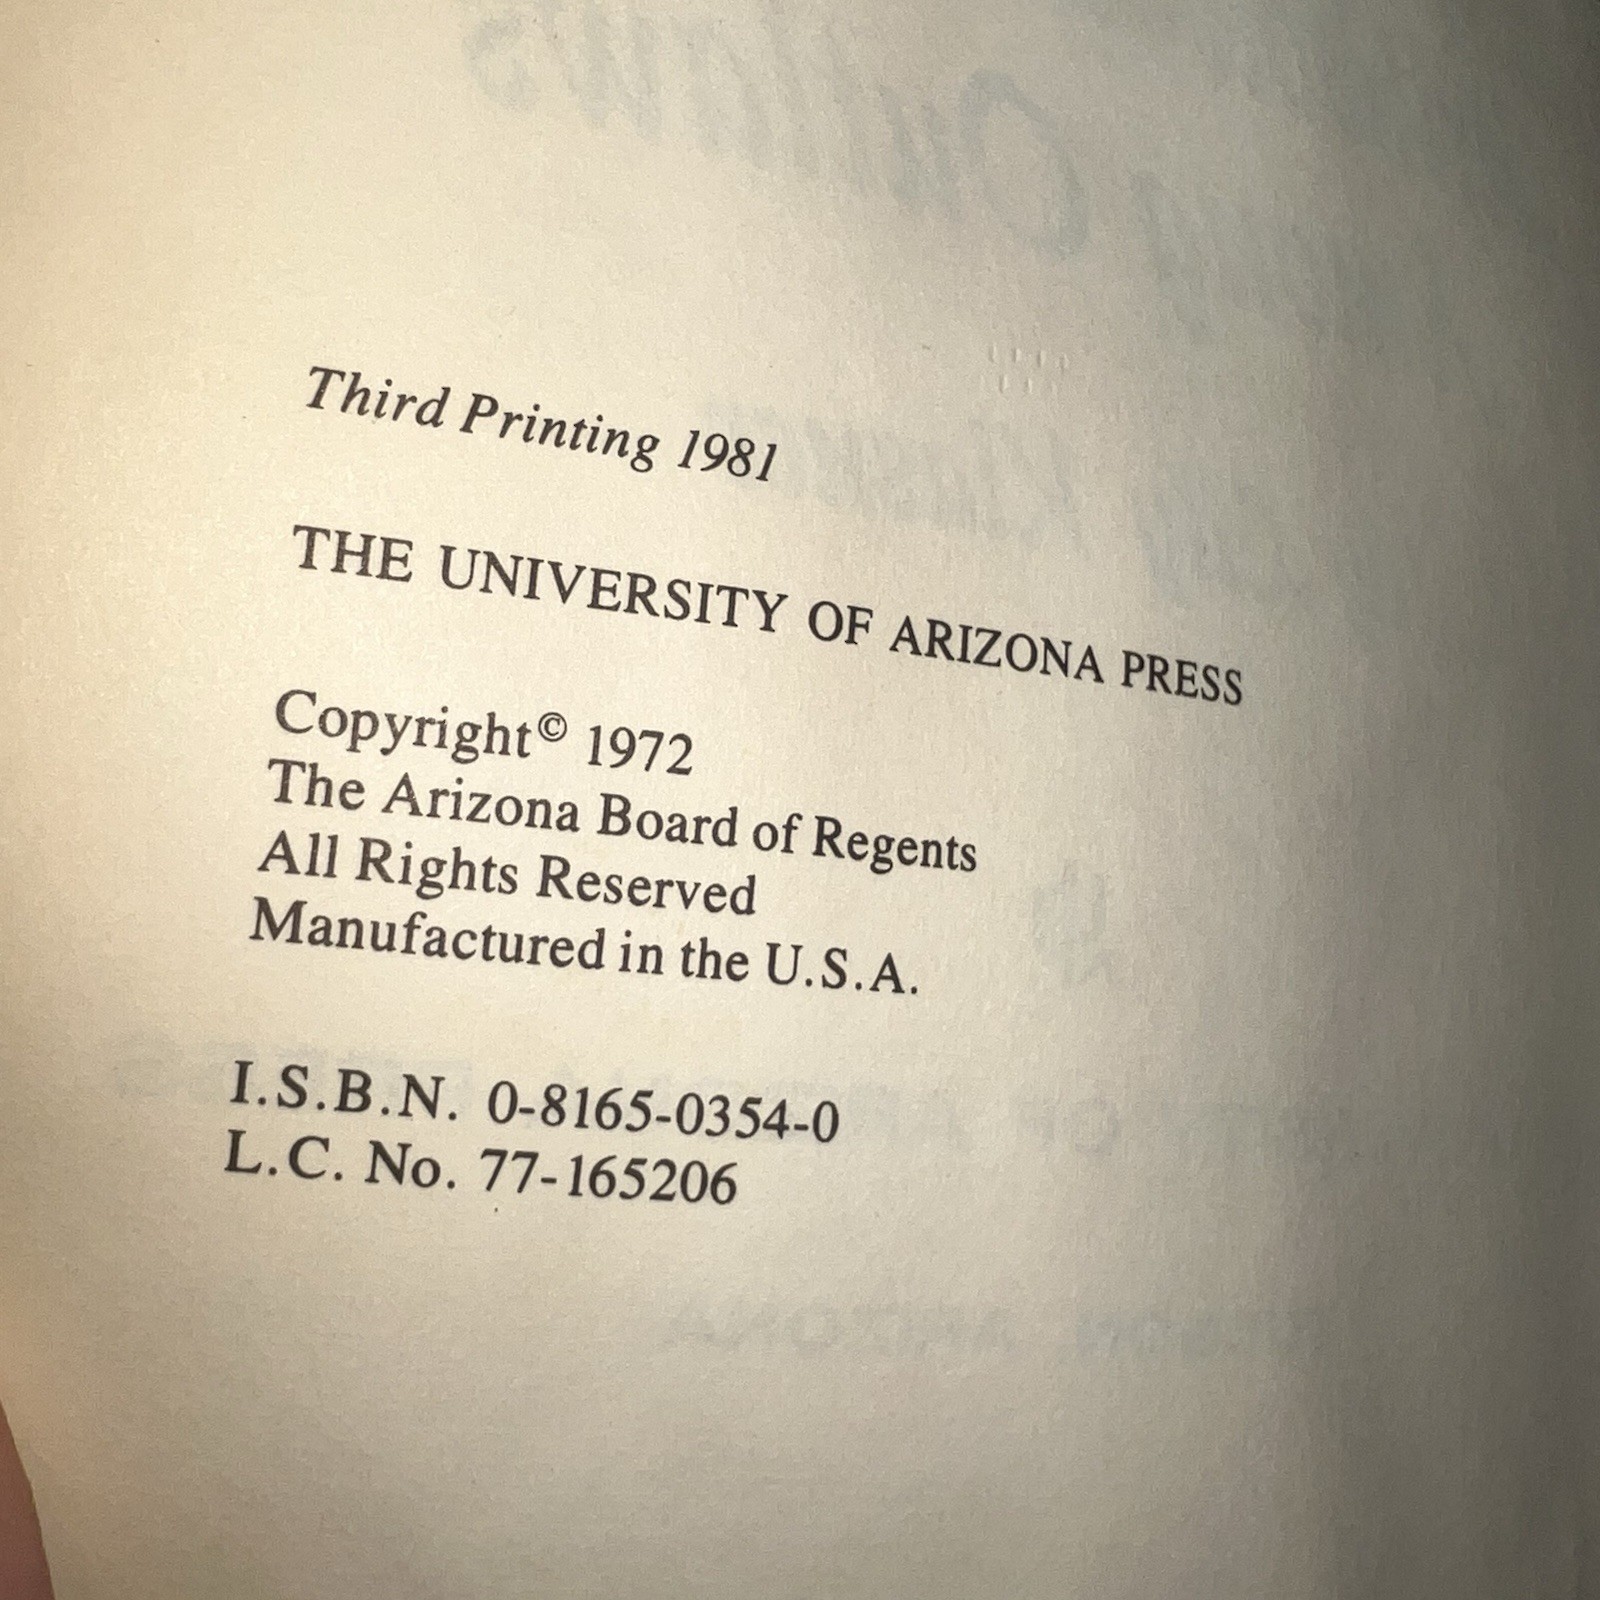 Third Printing 1981
THE UNIVERSITY OF ARIZONA PRESS
Copyright© 1972
The Arizona Board of Regents
All Rights Reserved
Manufactured in the U.S.A.
I.S.B.N. 0-8165-0354-0
L.C. No. 77-165206